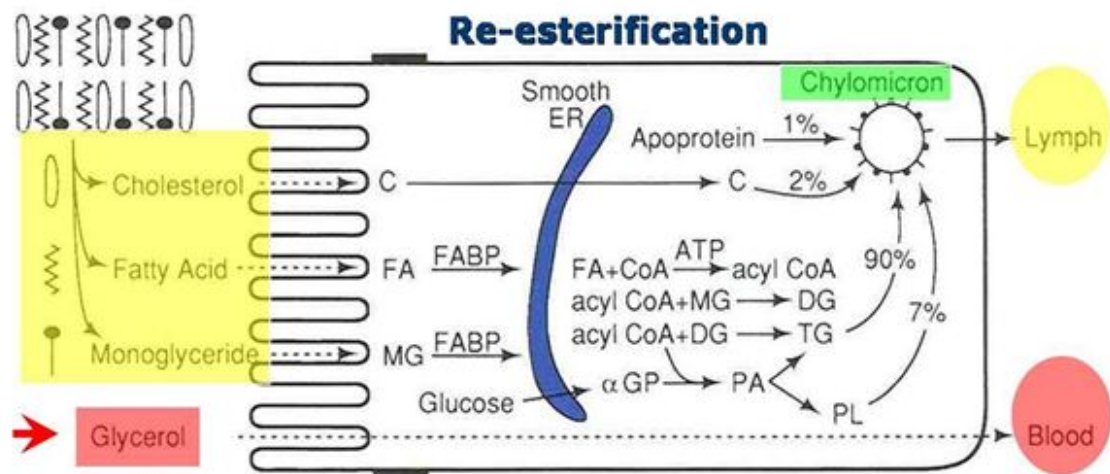 Re-esterification
Smooth
ER
Chylomicron
Apoprotein
1%
Lymph
Cholesterol
C
C
2%
Fatty Acid
FA
FABP
FA+CoA
ATP
acyl CoA
90%
acyl CoA+MG
DG
7%
acyl CoA+DG
TG
Monoglyceride
MG
FABP
Glucose
α GP
PA
PL
Glycerol
Blood